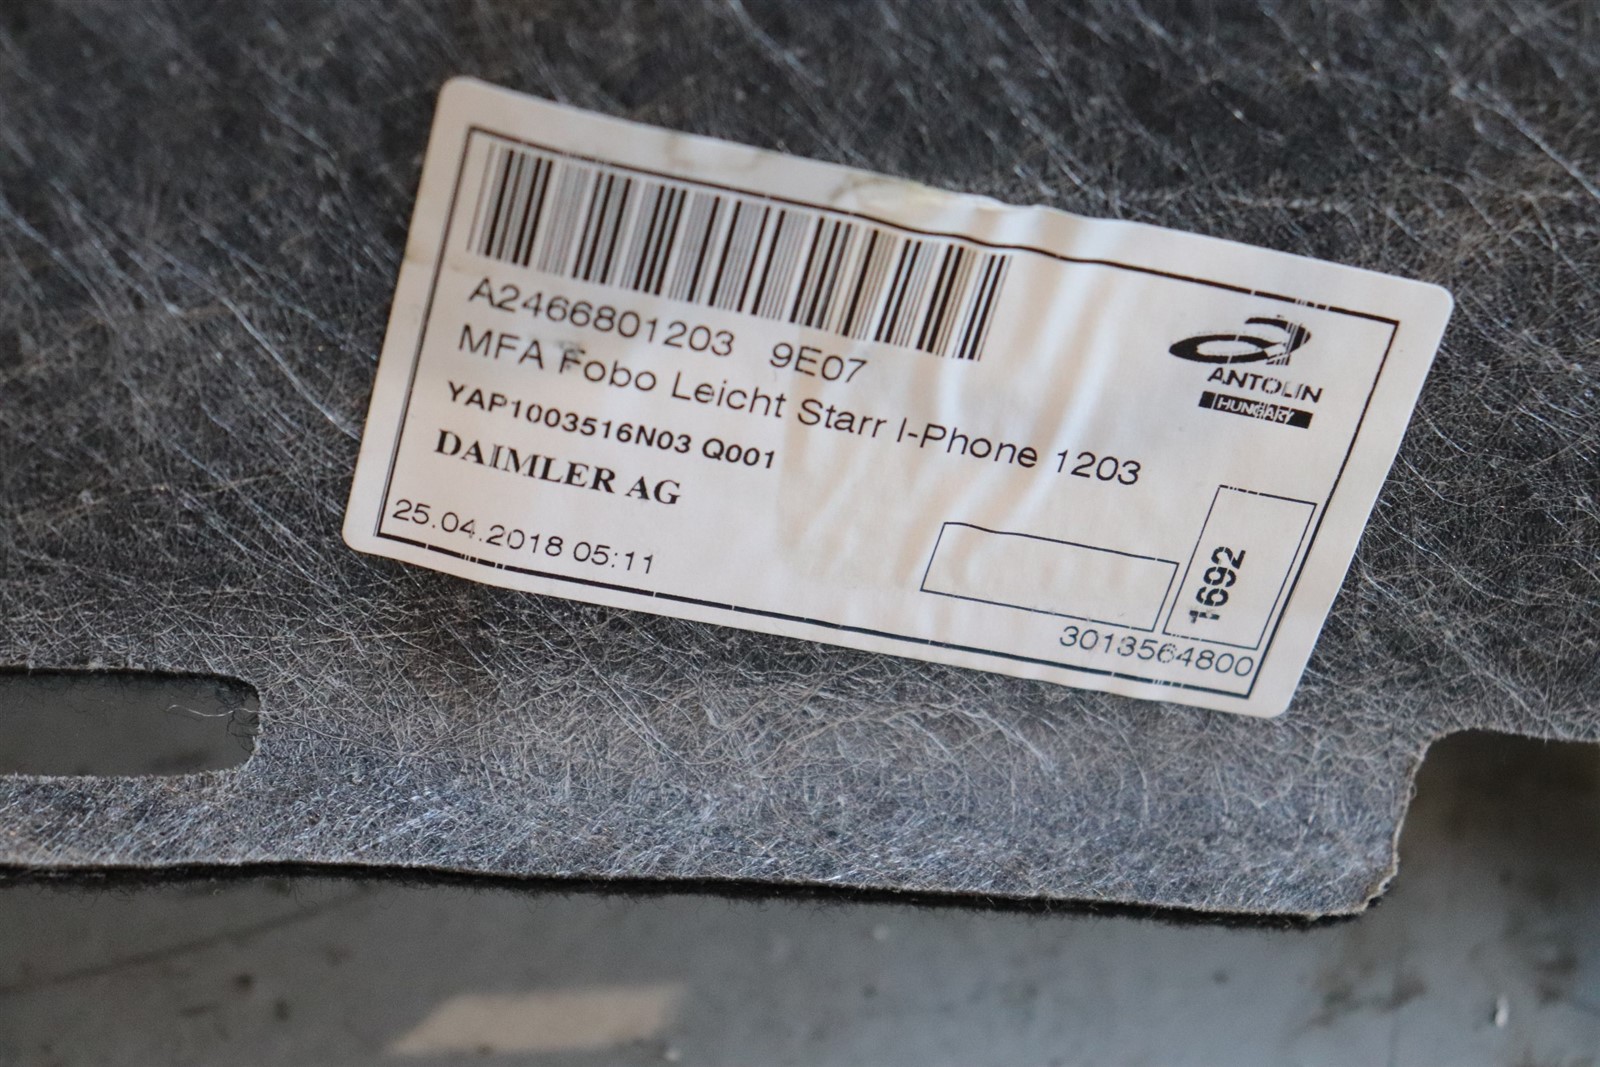 A2466801203 9E07
MFA Fobo Leicht Starr I-Phone 1203
YAP1003516N03 Q001
DAIMLER AG
25.04.2018 05:11
ANTOLIN
HUNGARY
1692
3013564800